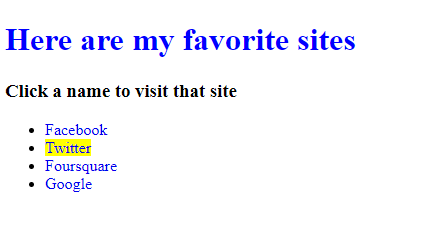 Here are my favorite sites
Click a name to visit that site
Facebook
Twitter
Foursquare
Google